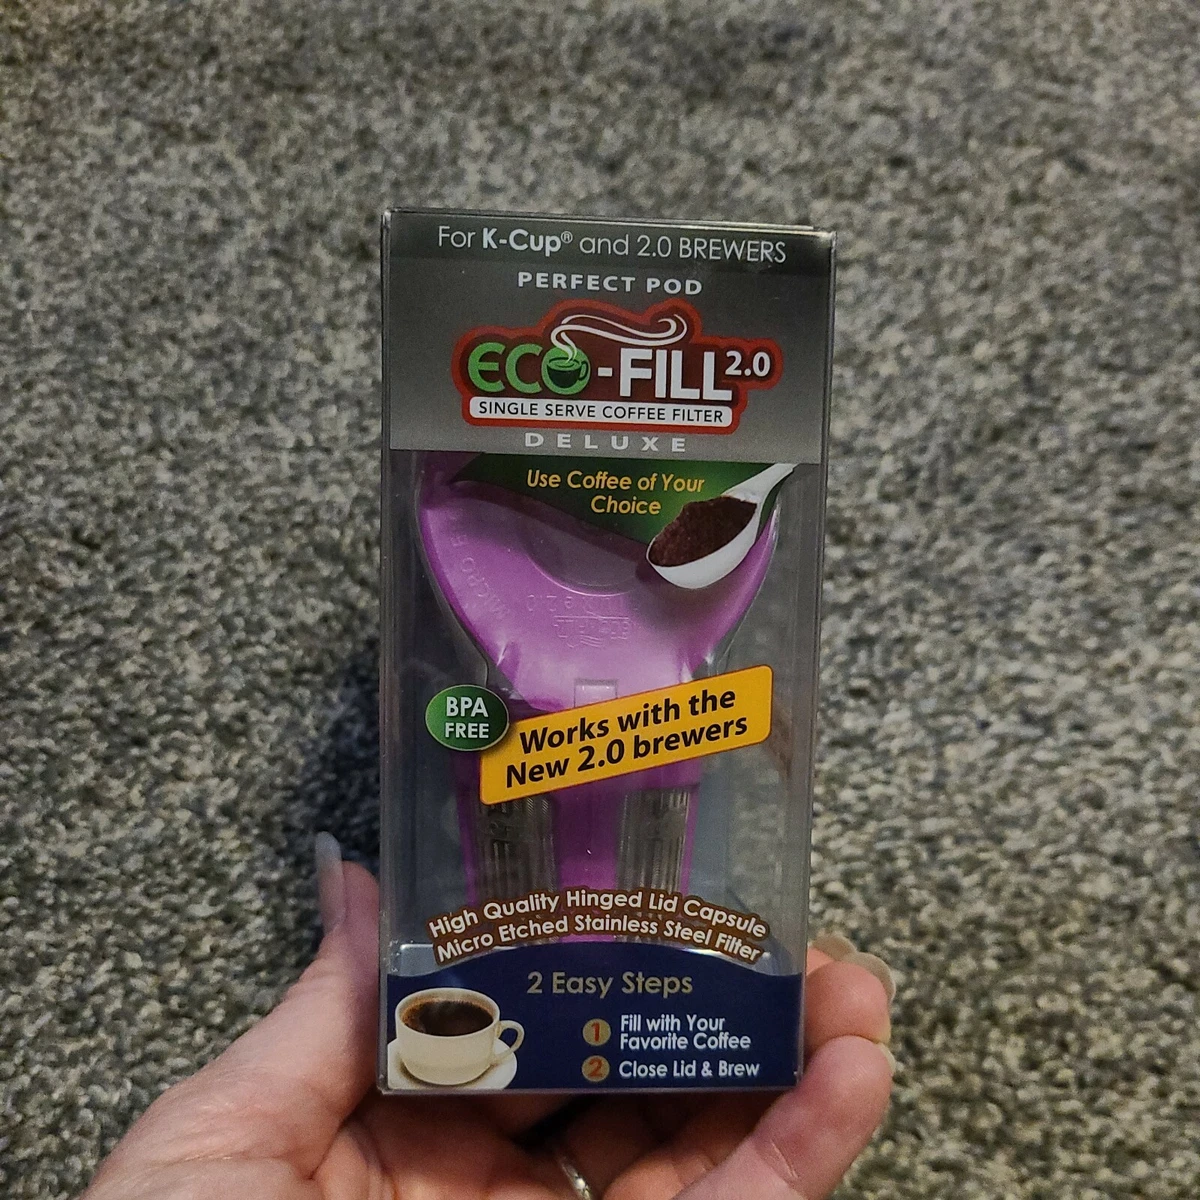 For K-Cup® and 2.0 BREWERS
PERFECT POD
ECO-FILL 2.0
SINGLE SERVE COFFEE FILTER
DELUXE
Use Coffee of Your
Choice
BPA
FREE
Works with the
New 2.0 brewers
High Quality Hinged Lid Capsule
Micro Etched Stainless Steel Filter
2 Easy Steps
1 Fill with Your
Favorite Coffee
2 Close Lid & Brew